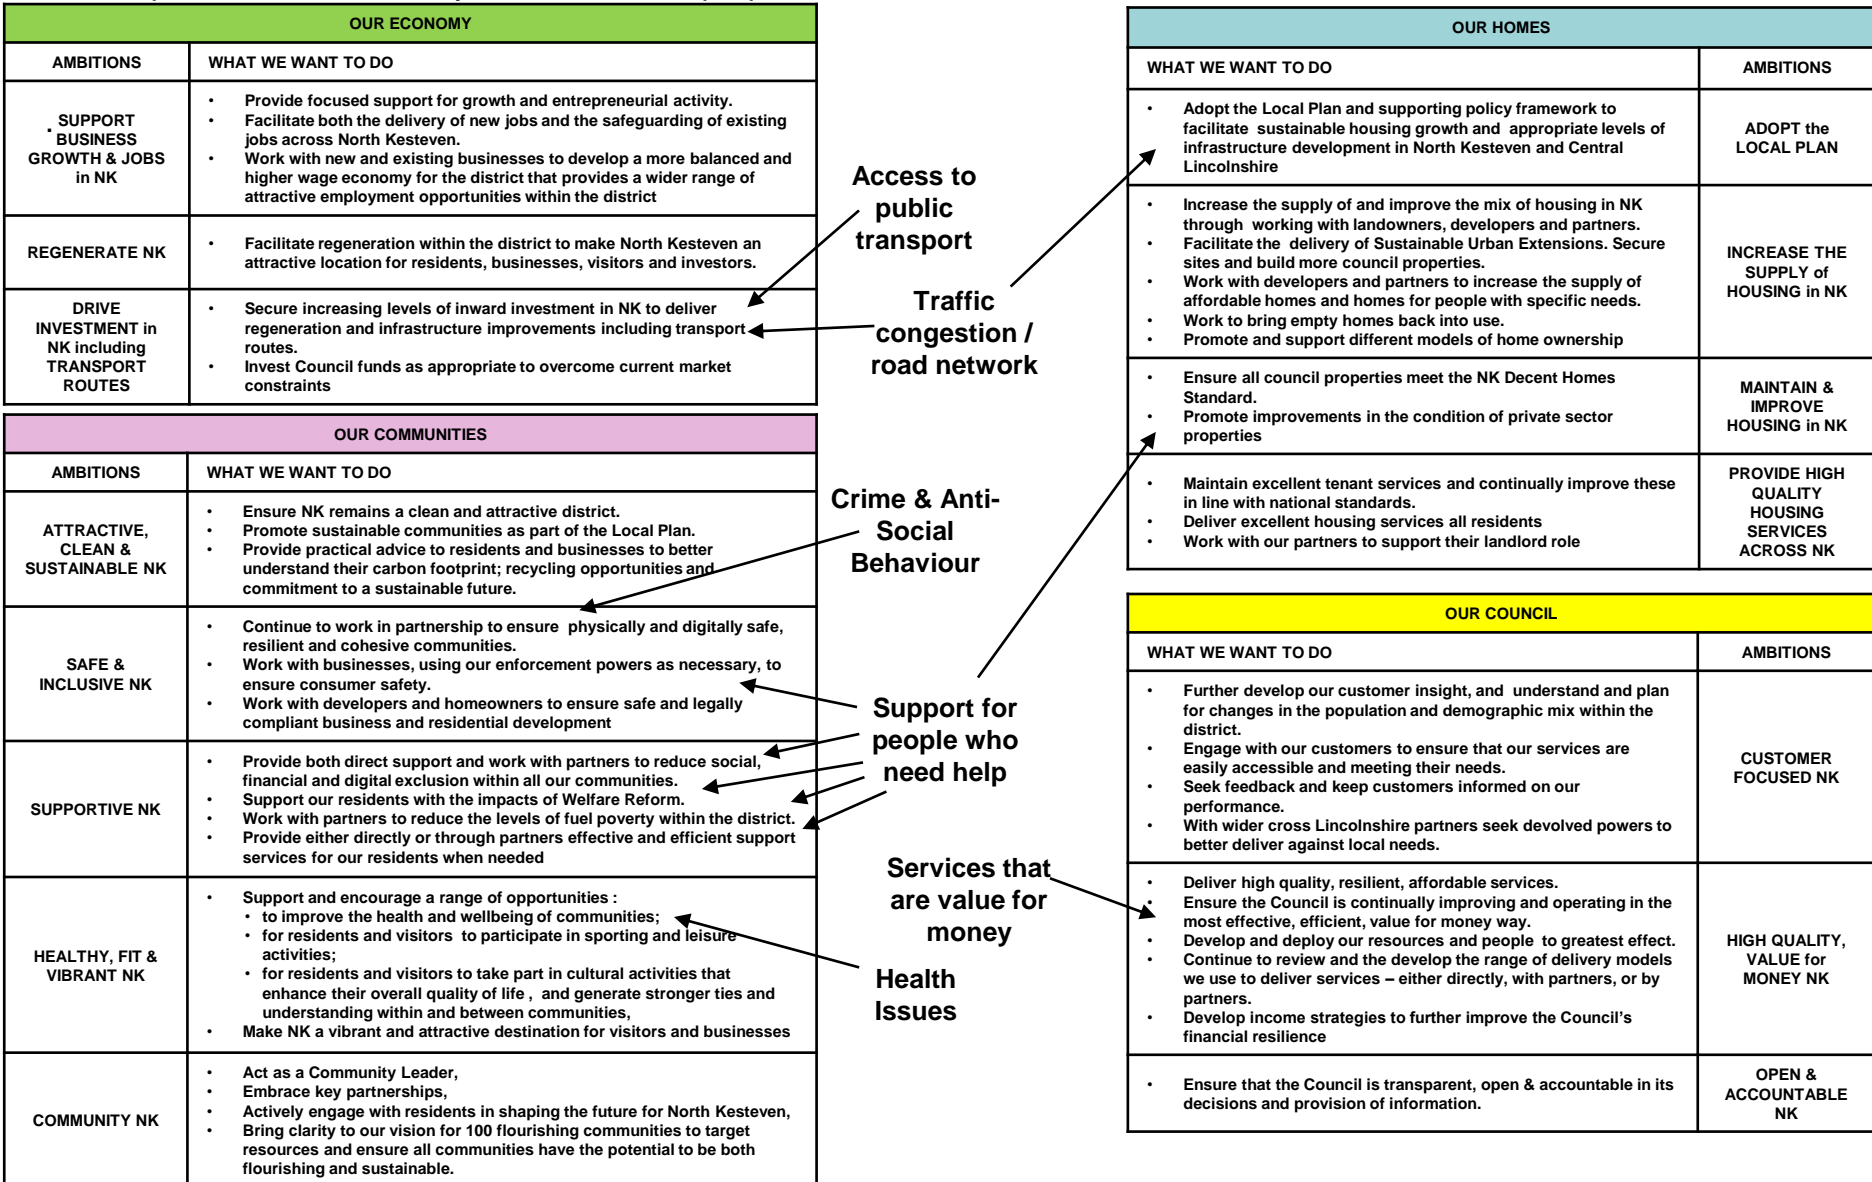 OUR ECONOMY
AMBITIONS
WHAT WE WANT TO DO
. SUPPORT
BUSINESS
GROWTH & JOBS
in NK
• Provide focused support for growth and entrepreneurial activity.
• Facilitate both the delivery of new jobs and the safeguarding of existing
jobs across North Kesteven.
• Work with new and existing businesses to develop a more balanced and
higher wage economy for the district that provides a wider range of
attractive employment opportunities within the district
REGENERATE NK
• Facilitate regeneration within the district to make North Kesteven an
attractive location for residents, businesses, visitors and investors.
DRIVE
INVESTMENT in
NK including
TRANSPORT
ROUTES
• Secure increasing levels of inward investment in NK to deliver
regeneration and infrastructure improvements including transport
routes.
• Invest Council funds as appropriate to overcome current market
constraints
OUR COMMUNITIES
AMBITIONS
WHAT WE WANT TO DO
ATTRACTIVE,
CLEAN &
SUSTAINABLE NK
• Ensure NK remains a clean and attractive district.
• Promote sustainable communities as part of the Local Plan.
• Provide practical advice to residents and businesses to better
understand their carbon footprint; recycling opportunities and
commitment to a sustainable future.
SAFE &
INCLUSIVE NK
• Continue to work in partnership to ensure physically and digitally safe,
resilient and cohesive communities.
• Work with businesses, using our enforcement powers as necessary, to
ensure consumer safety.
• Work with developers and homeowners to ensure safe and legally
compliant business and residential development
SUPPORTIVE NK
• Provide both direct support and work with partners to reduce social,
financial and digital exclusion within all our communities.
• Support our residents with the impacts of Welfare Reform.
• Work with partners to reduce the levels of fuel poverty within the district.
• Provide either directly or through partners effective and efficient support
services for our residents when needed
HEALTHY, FIT &
VIBRANT NK
• Support and encourage a range of opportunities :
• to improve the health and wellbeing of communities;
• for residents and visitors to participate in sporting and leisure
activities;
• for residents and visitors to take part in cultural activities that
enhance their overall quality of life , and generate stronger ties and
understanding within and between communities,
• Make NK a vibrant and attractive destination for visitors and businesses
COMMUNITY NK
• Act as a Community Leader,
• Embrace key partnerships,
• Actively engage with residents in shaping the future for North Kesteven,
• Bring clarity to our vision for 100 flourishing communities to target
resources and ensure all communities have the potential to be both
flourishing and sustainable.
Access to
public
transport
Traffic
congestion /
road network
Crime & Anti-
Social
Behaviour
Support for
people who
need help
Services that
are value for
money
Health
Issues
OUR HOMES
WHAT WE WANT TO DO
AMBITIONS
• Adopt the Local Plan and supporting policy framework to
facilitate sustainable housing growth and appropriate levels of
infrastructure development in North Kesteven and Central
Lincolnshire
ADOPT the
LOCAL PLAN
• Increase the supply of and improve the mix of housing in NK
through working with landowners, developers and partners.
• Facilitate the delivery of Sustainable Urban Extensions. Secure
sites and build more council properties.
• Work with developers and partners to increase the supply of
affordable homes and homes for people with specific needs.
• Work to bring empty homes back into use.
• Promote and support different models of home ownership
INCREASE THE
SUPPLY of
HOUSING in NK
• Ensure all council properties meet the NK Decent Homes
Standard.
• Promote improvements in the condition of private sector
properties
MAINTAIN &
IMPROVE
HOUSING in NK
• Maintain excellent tenant services and continually improve these
in line with national standards.
• Deliver excellent housing services all residents
• Work with our partners to support their landlord role
PROVIDE HIGH
QUALITY
HOUSING
SERVICES
ACROSS NK
OUR COUNCIL
WHAT WE WANT TO DO
AMBITIONS
• Further develop our customer insight, and understand and plan
for changes in the population and demographic mix within the
district.
• Engage with our customers to ensure that our services are
easily accessible and meeting their needs.
• Seek feedback and keep customers informed on our
performance.
• With wider cross Lincolnshire partners seek devolved powers to
better deliver against local needs.
CUSTOMER
FOCUSED NK
• Deliver high quality, resilient, affordable services.
• Ensure the Council is continually improving and operating in the
most effective, efficient, value for money way.
• Develop and deploy our resources and people to greatest effect.
• Continue to review and the develop the range of delivery models
we use to deliver services – either directly, with partners, or by
partners.
• Develop income strategies to further improve the Council's
financial resilience
HIGH QUALITY,
VALUE for
MONEY NK
• Ensure that the Council is transparent, open & accountable in its
decisions and provision of information.
OPEN &
ACCOUNTABLE
NK